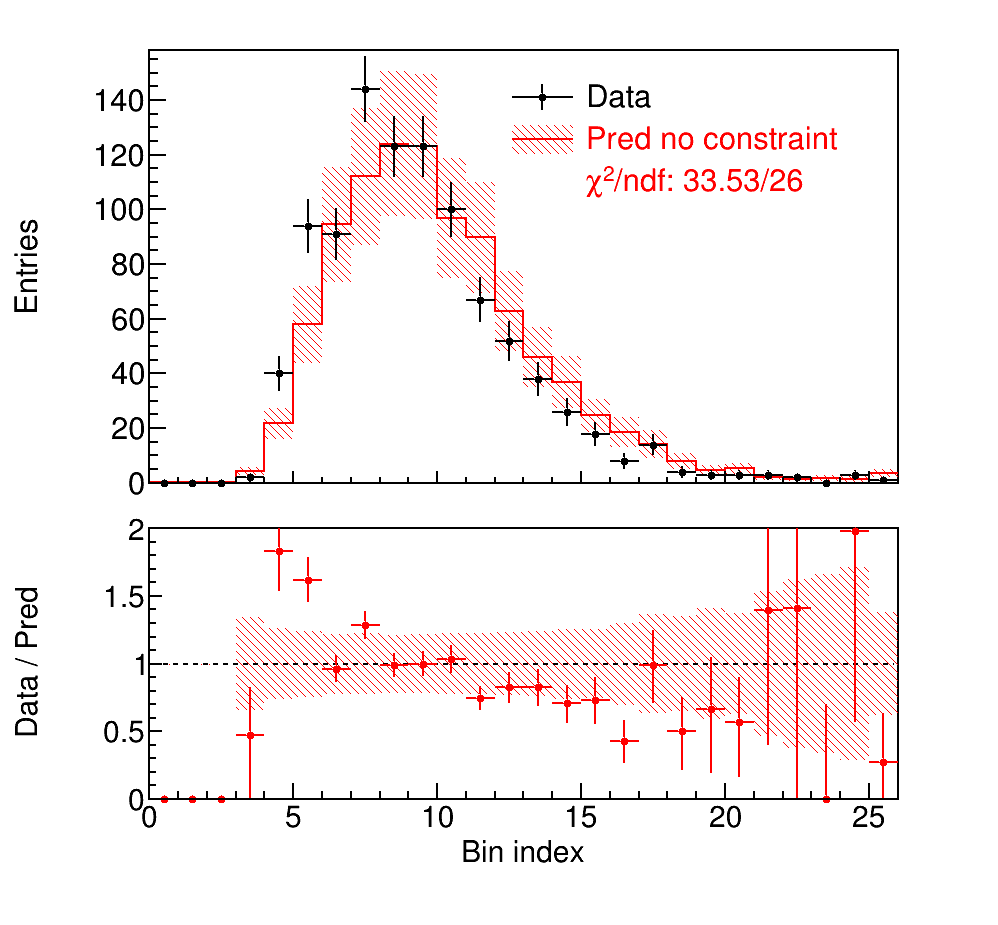 Entries
140
120
100
80
60
40
20
0
Data
Pred no constraint
χ²/ndf: 33.53/26
Data / Pred
2
1.5
1
0.5
0
0 5 10 15 20 25
Bin index